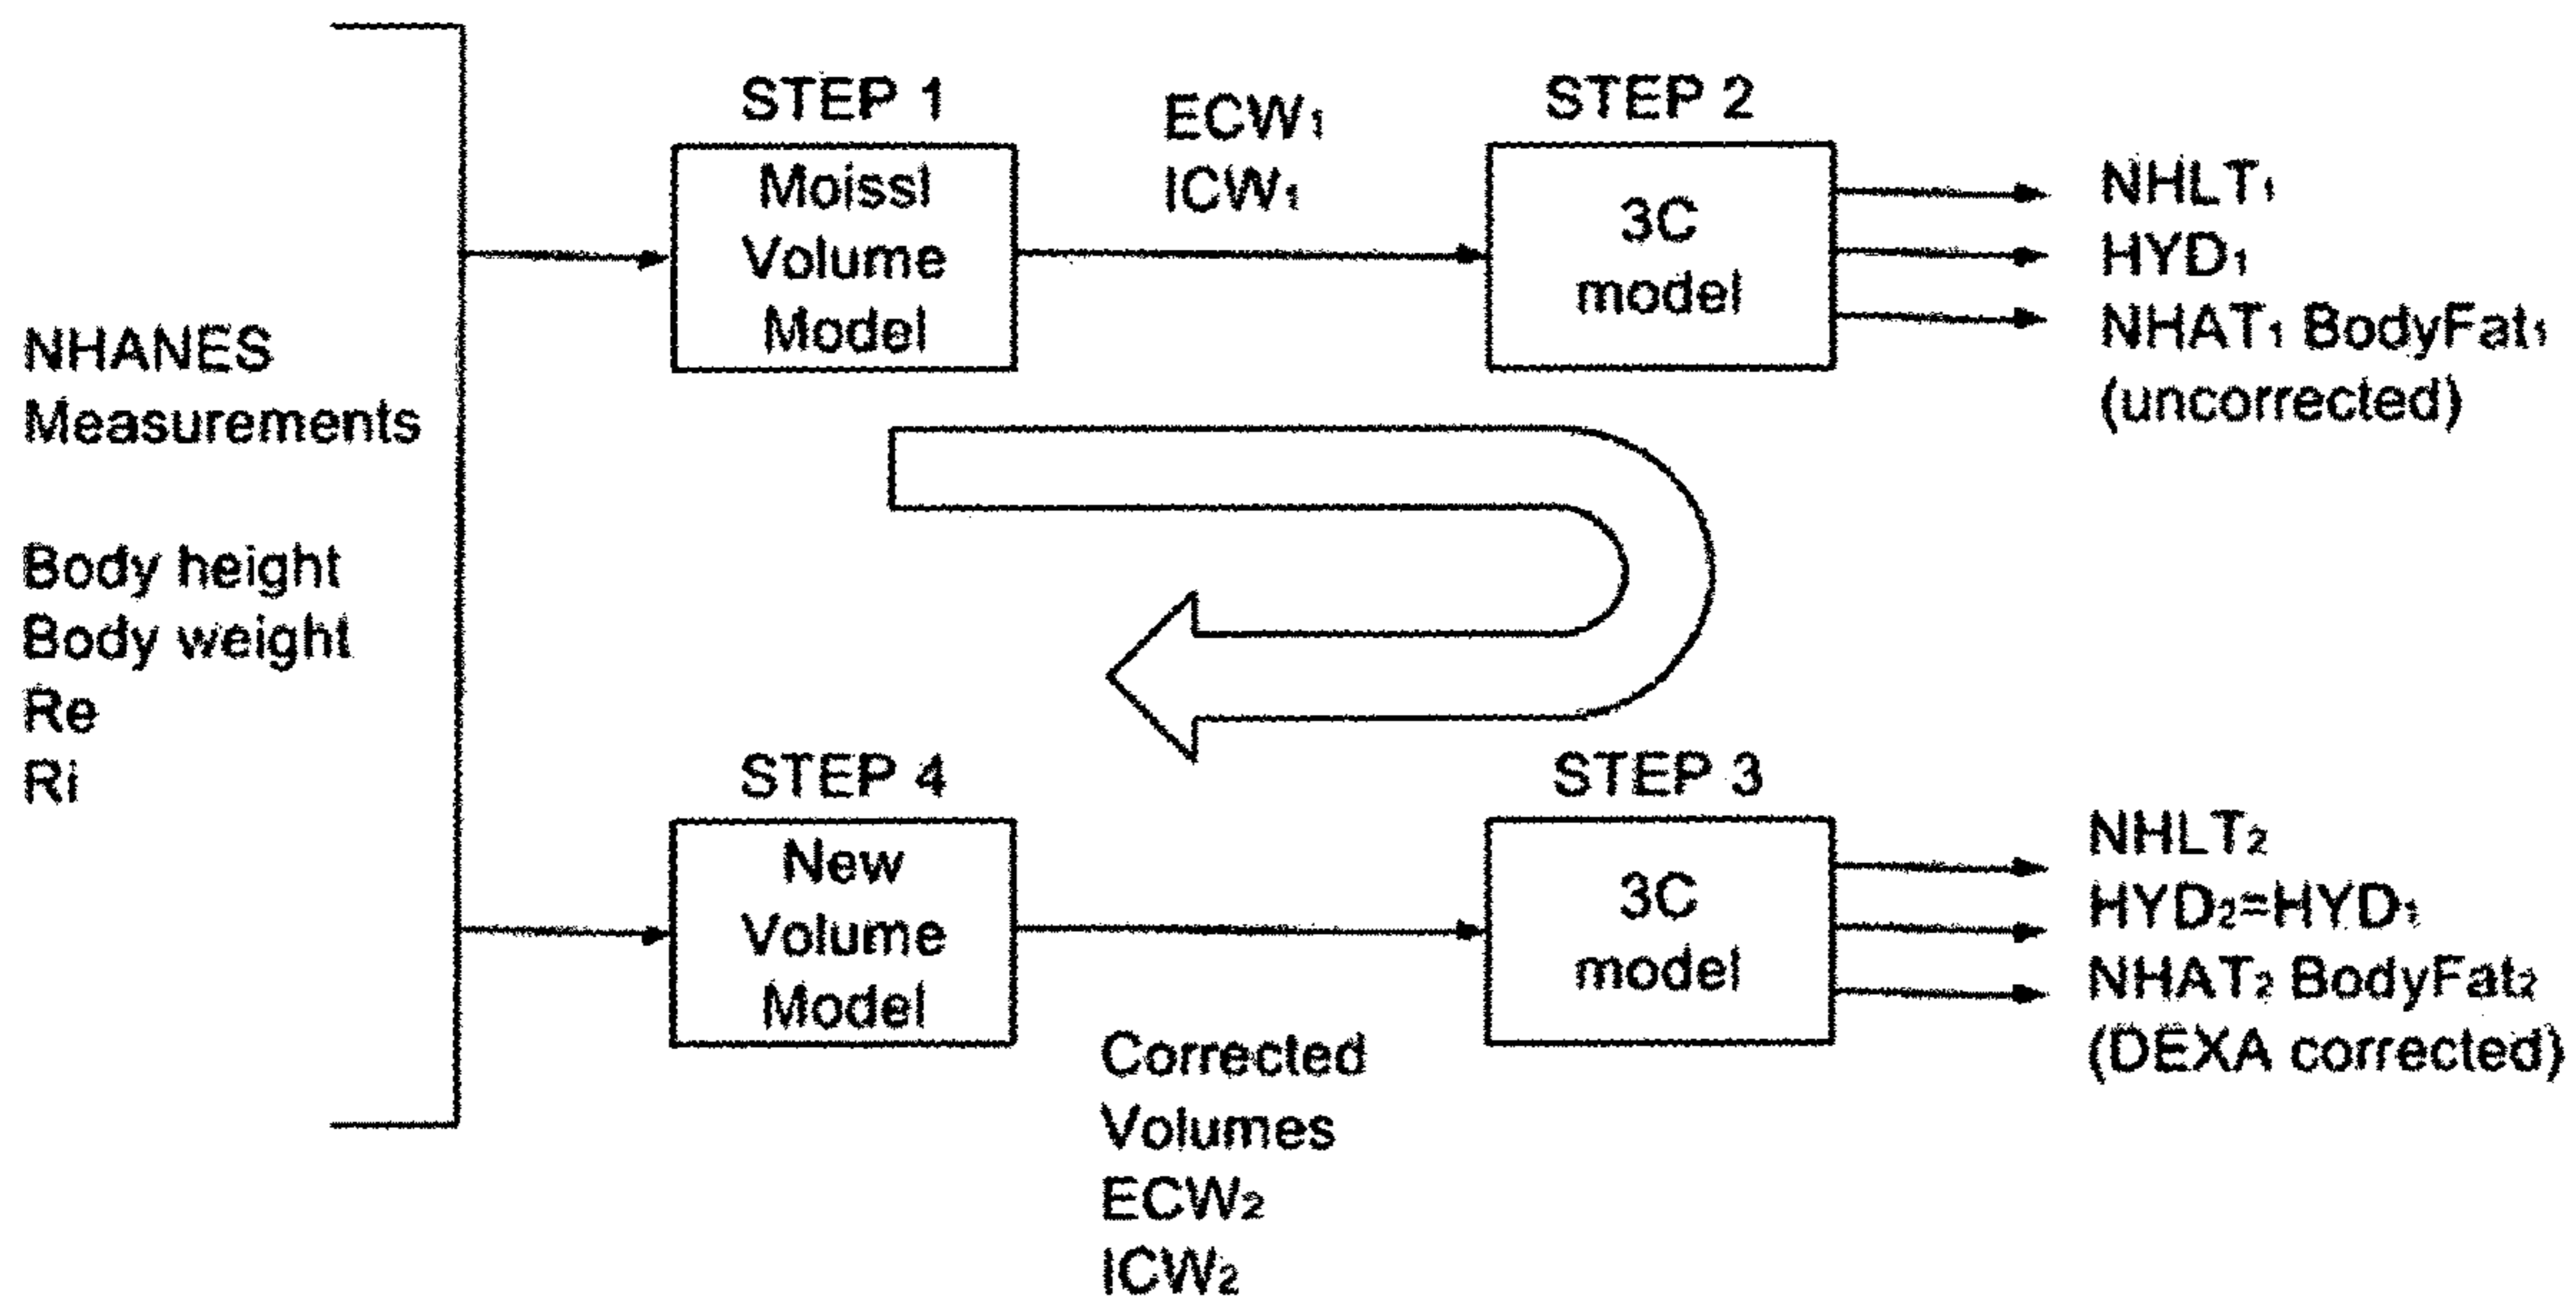 NHANES
Measurements
Body height
Body weight
Re
Ri
STEP 1
Moissl
Volume
Model
ECW₁
ICW₁
STEP 2
3C
model
NHLT₁
HYD₁
NHAT₁ BodyFat₁
(uncorrected)
STEP 4
New
Volume
Model
Corrected
Volumes
ECW₂
ICW₂
STEP 3
3C
model
NHLT₂
HYD₂=HYD₁
NHAT₂ BodyFat₂
(DEXA corrected)